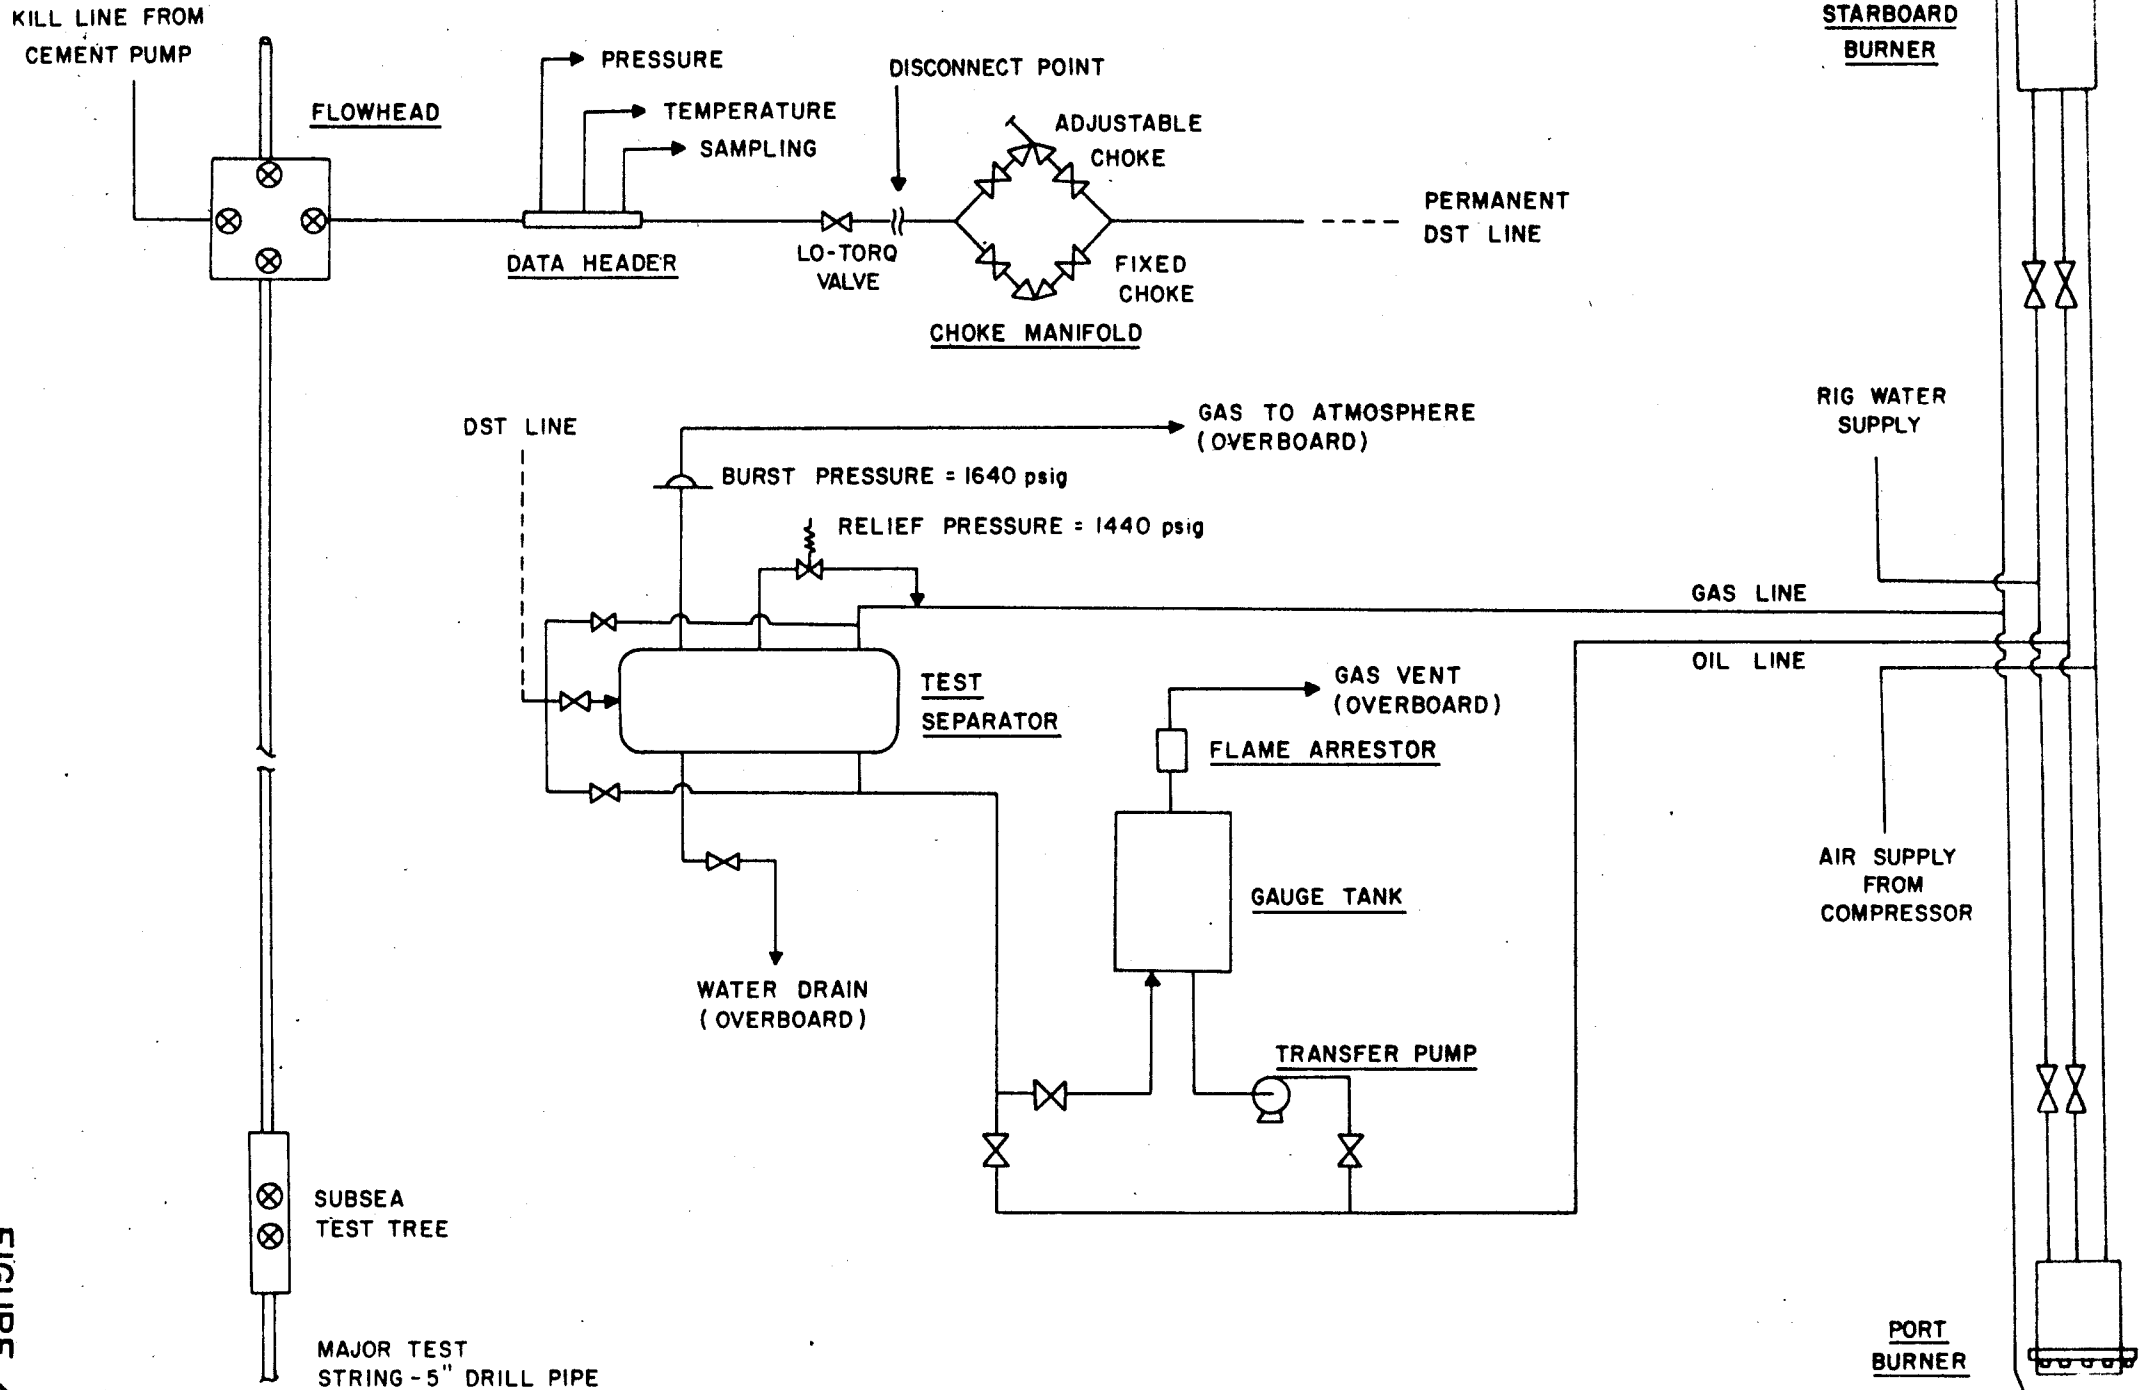 KILL LINE FROM
CEMENT PUMP
FLOWHEAD
PRESSURE
TEMPERATURE
SAMPLING
DATA HEADER
DISCONNECT POINT
LO-TORQ
VALVE
ADJUSTABLE
CHOKE
FIXED
CHOKE
CHOKE MANIFOLD
PERMANENT
DST LINE
STARBOARD
BURNER
DST LINE
GAS TO ATMOSPHERE
(OVERBOARD)
BURST PRESSURE = 1640 psig
RELIEF PRESSURE = 1440 psig
RIG WATER
SUPPLY
GAS LINE
OIL LINE
TEST
SEPARATOR
GAS VENT
(OVERBOARD)
FLAME ARRESTOR
GAUGE TANK
AIR SUPPLY
FROM
COMPRESSOR
WATER DRAIN
(OVERBOARD)
TRANSFER PUMP
SUBSEA
TEST TREE
MAJOR TEST
STRING-5" DRILL PIPE
PORT
BURNER
FIGURE